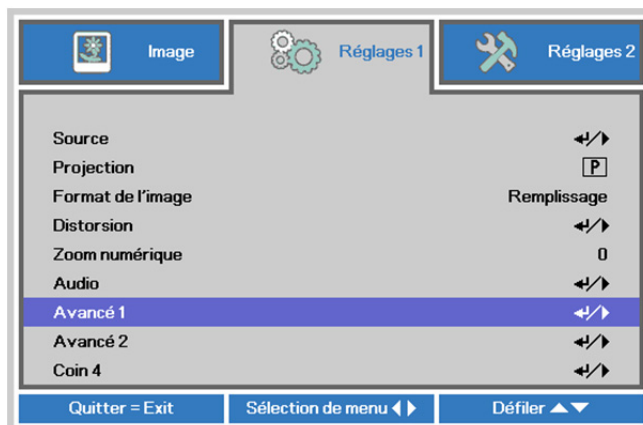 Image
Réglages 1
Réglages 2
Source ↵/▶
Projection P
Format de l'image Remplissage
Distorsion ↵/▶
Zoom numérique 0
Audio ↵/▶
Avancé 1 ↵/▶
Avancé 2 ↵/▶
Coin 4 ↵/▶
Quitter = Exit
Sélection de menu ◀▶
Défiler ▲▼